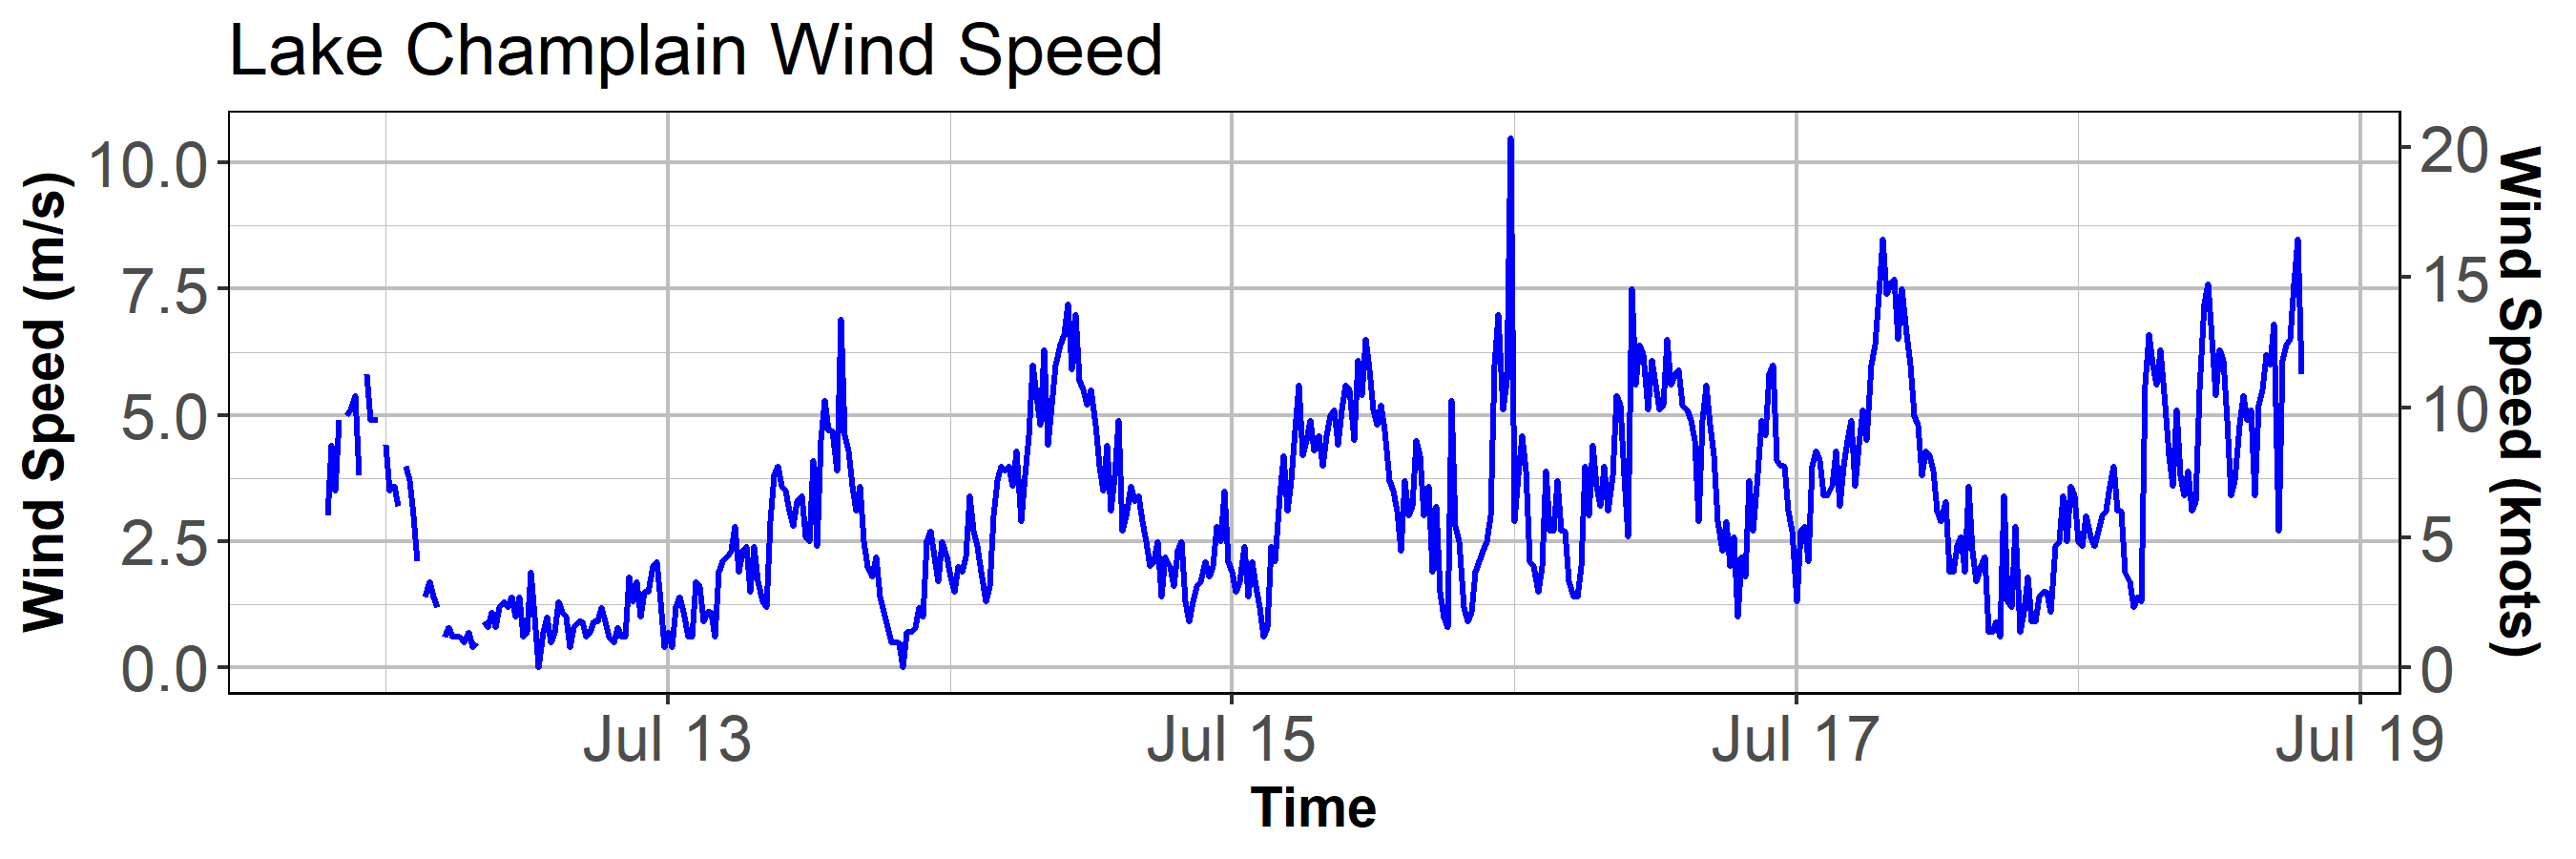 Lake Champlain Wind Speed
Wind Speed (m/s)
10.0
7.5
5.0
2.5
0.0
20
15
10
5
0
Wind Speed (knots)
Jul 13
Jul 15
Jul 17
Jul 19
Time